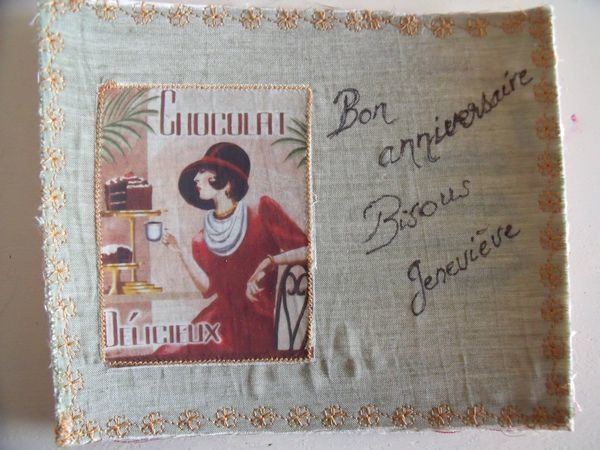 CHOCOLAT
DÉLICIEUX
Bon
anniversaire
Bisous
Geneviève